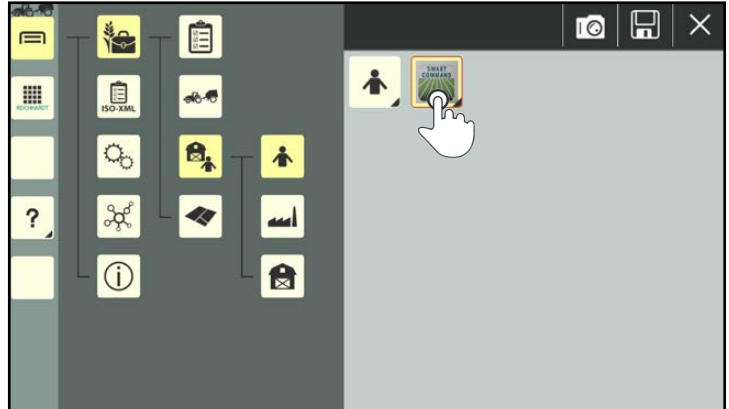 REICHHARDT
ISO-XML
?
SMART
COMMAND